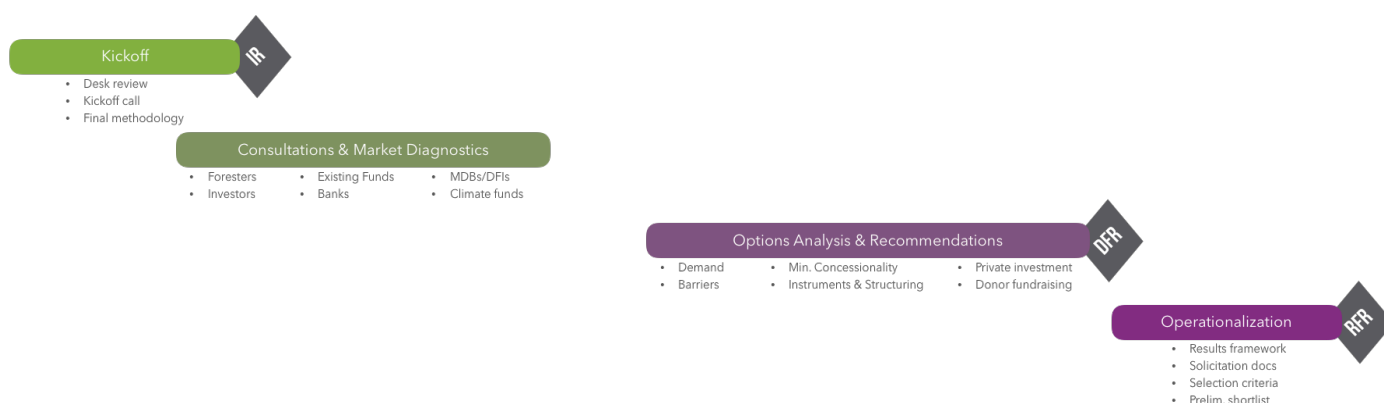 Kickoff
IR
• Desk review
• Kickoff call
• Final methodology
Consultations & Market Diagnostics
• Foresters • Existing Funds • MDBs/DFIs
• Investors • Banks • Climate funds
Options Analysis & Recommendations
DFR
• Demand • Min. Concessionality • Private investment
• Barriers • Instruments & Structuring • Donor fundraising
Operationalization
RFR
• Results framework
• Solicitation docs
• Selection criteria
• Prelim. shortlist